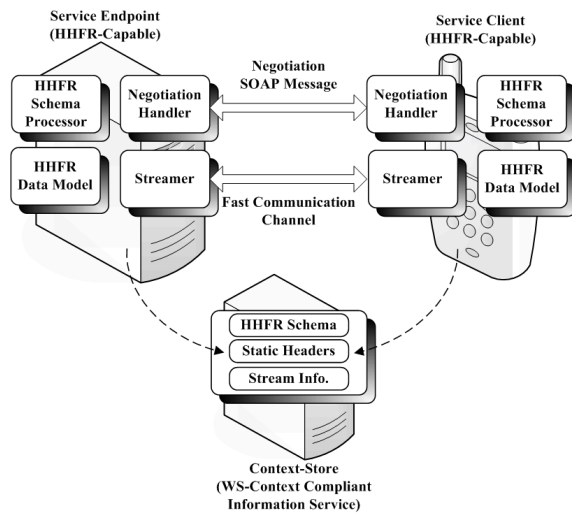 Service Endpoint
(HHFR-Capable)
Service Client
(HHFR-Capable)
HHFR
Schema
Processor
Negotiation
Handler
Negotiation
SOAP Message
Negotiation
Handler
HHFR
Schema
Processor
HHFR
Data Model
Streamer
Fast Communication
Channel
Streamer
HHFR
Data Model
HHFR Schema
Static Headers
Stream Info.
Context-Store
(WS-Context Compliant
Information Service)